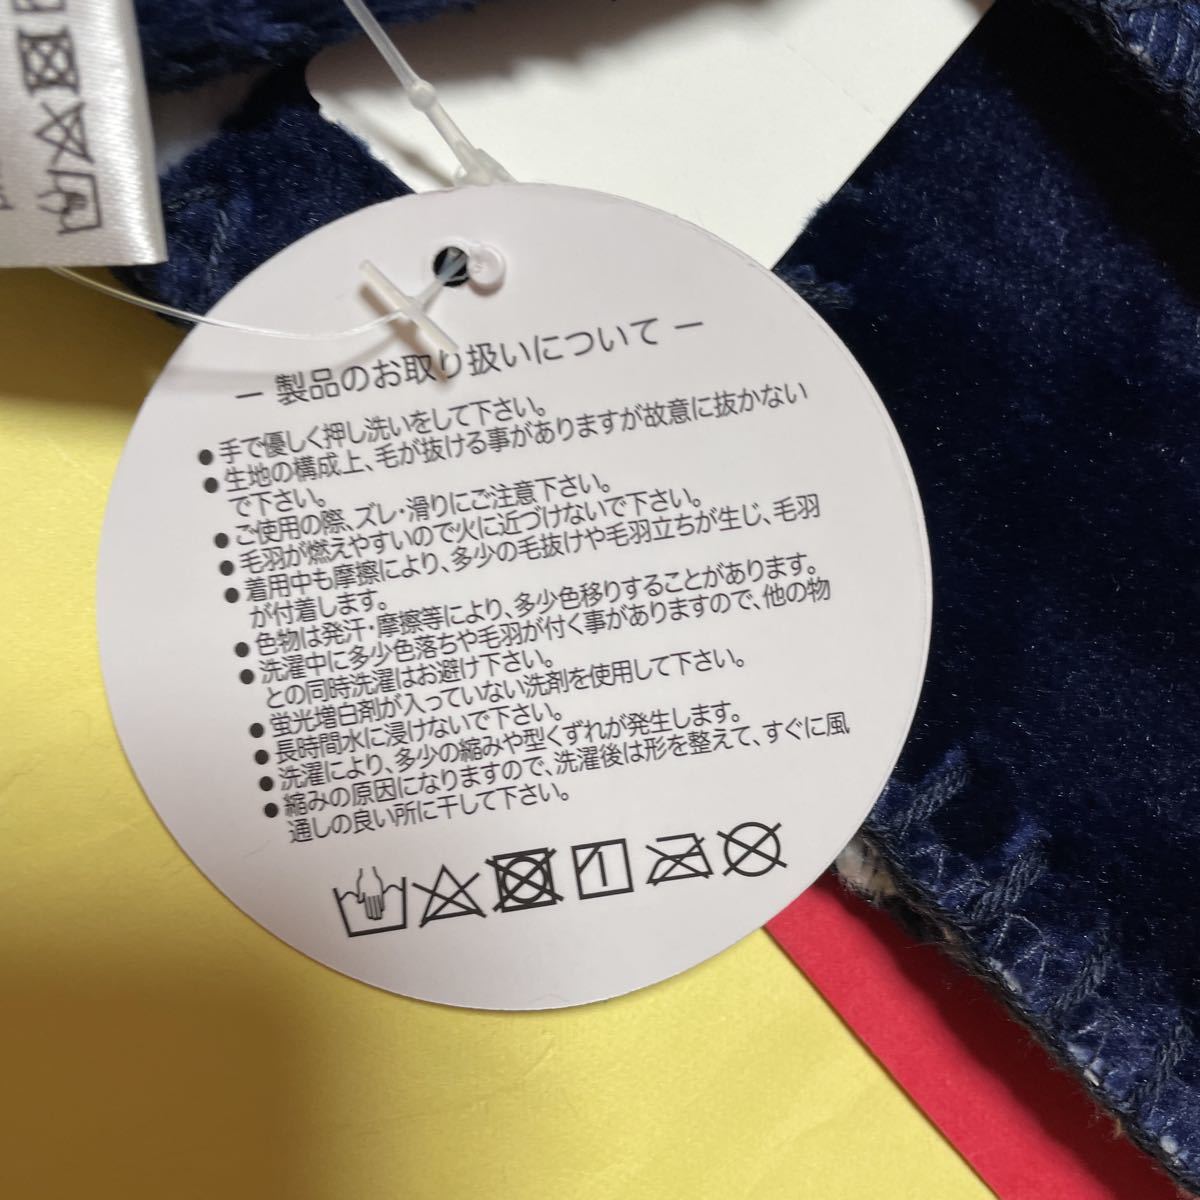 ― 製品のお取り扱いについて ―
●手で優しく押し洗いをして下さい。
●生地の構成上、毛が抜ける事がありますが故意に抜かない
で下さい。
●ご使用の際、ズレ・滑りにご注意下さい。
●毛羽が燃えやすいので火に近づけないで下さい。
●着用中も摩擦により、多少の毛抜けや毛羽立ちが生じ、毛羽
が付着します。
●色物は発汗・摩擦等により、多少色移りすることがあります。
●洗濯中に多少色落ちや毛羽が付く事がありますので、他の物
との同時洗濯はお避け下さい。
●蛍光増白剤が入っていない洗剤を使用して下さい。
●長時間水に浸けないで下さい。
●洗濯により、多少の縮みや型くずれが発生します。
●縮みの原因になりますので、洗濯後は形を整えて、すぐに風
通しの良い所に干して下さい。